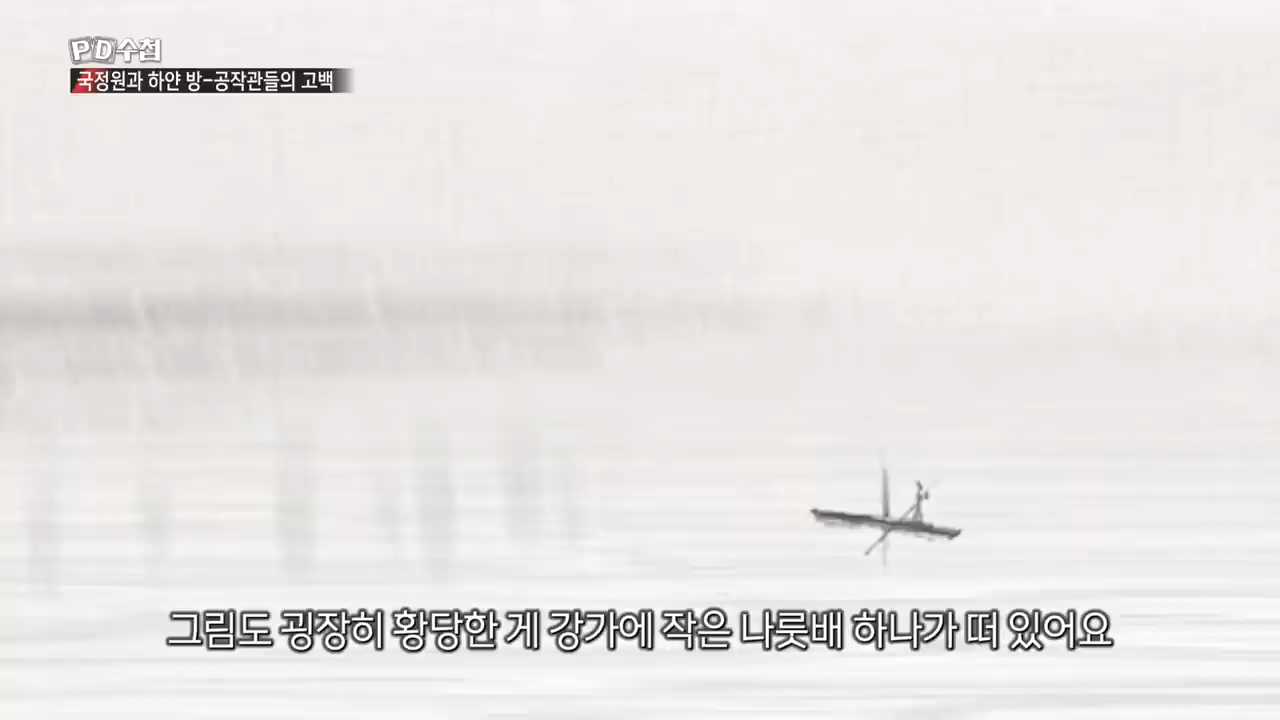 PD수첩
국정원과 하얀 방-공작관들의 고백
그림도 굉장히 황당한 게 강가에 작은 나룻배 하나가 떠 있어요